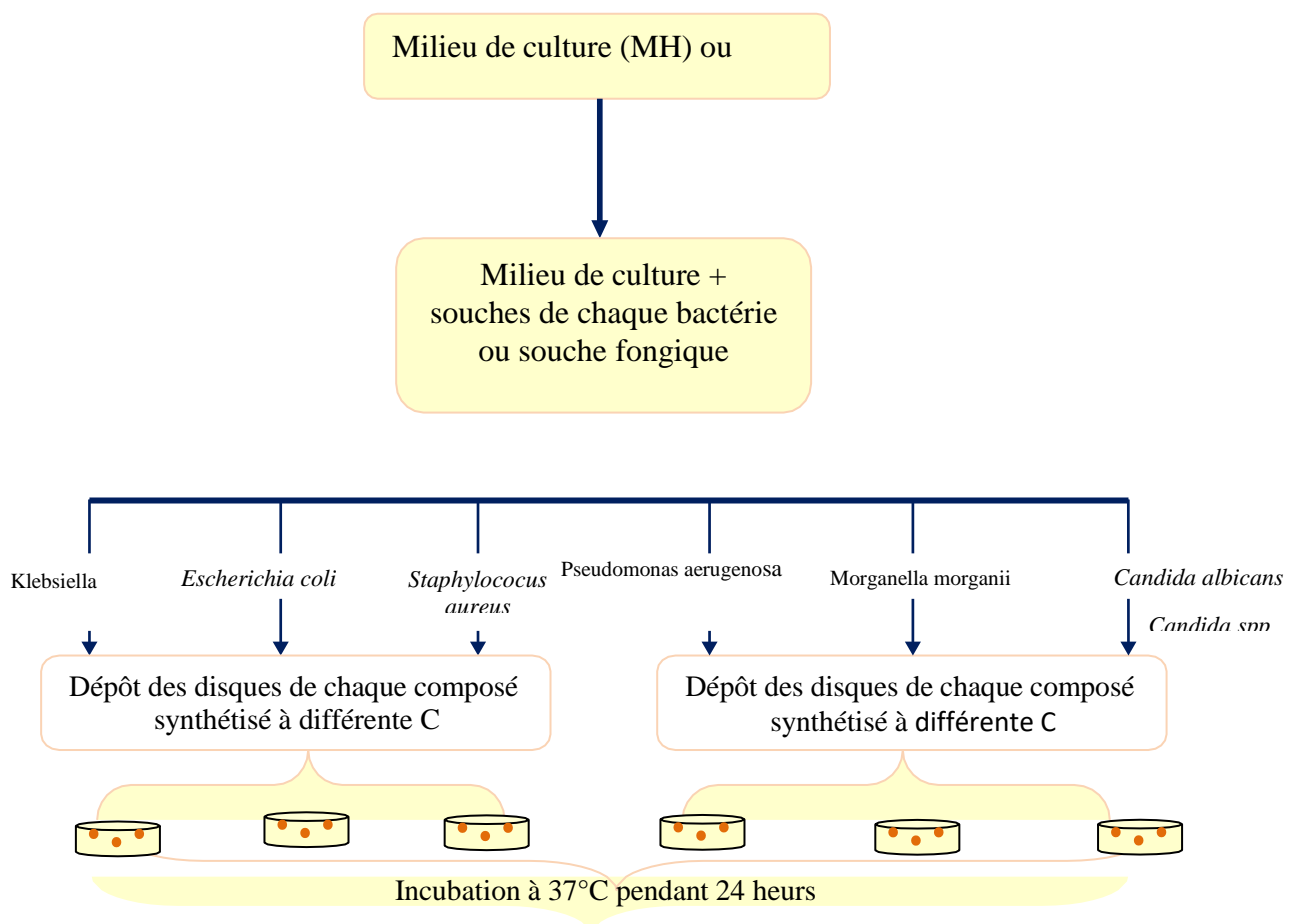 Milieu de culture (MH) ou
Milieu de culture +
souches de chaque bactérie
ou souche fongique
Klebsiella
Escherichia coli
Staphylococus
aureus
Pseudomonas aerugenosa
Morganella morganii
Candida albicans
Candida spp
Dépôt des disques de chaque composé
synthétisé à différente C
Dépôt des disques de chaque composé
synthétisé à différente C
Incubation à 37°C pendant 24 heurs